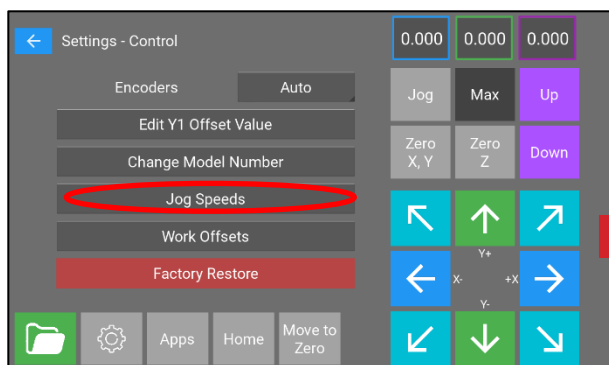 Settings - Control
0.000 0.000 0.000
Encoders Auto
Edit Y1 Offset Value
Change Model Number
Jog Speeds
Work Offsets
Factory Restore
Jog Max Up
Zero X, Y
Zero Z
Down
Y+
X- +X
Y-
Apps Home Move to Zero